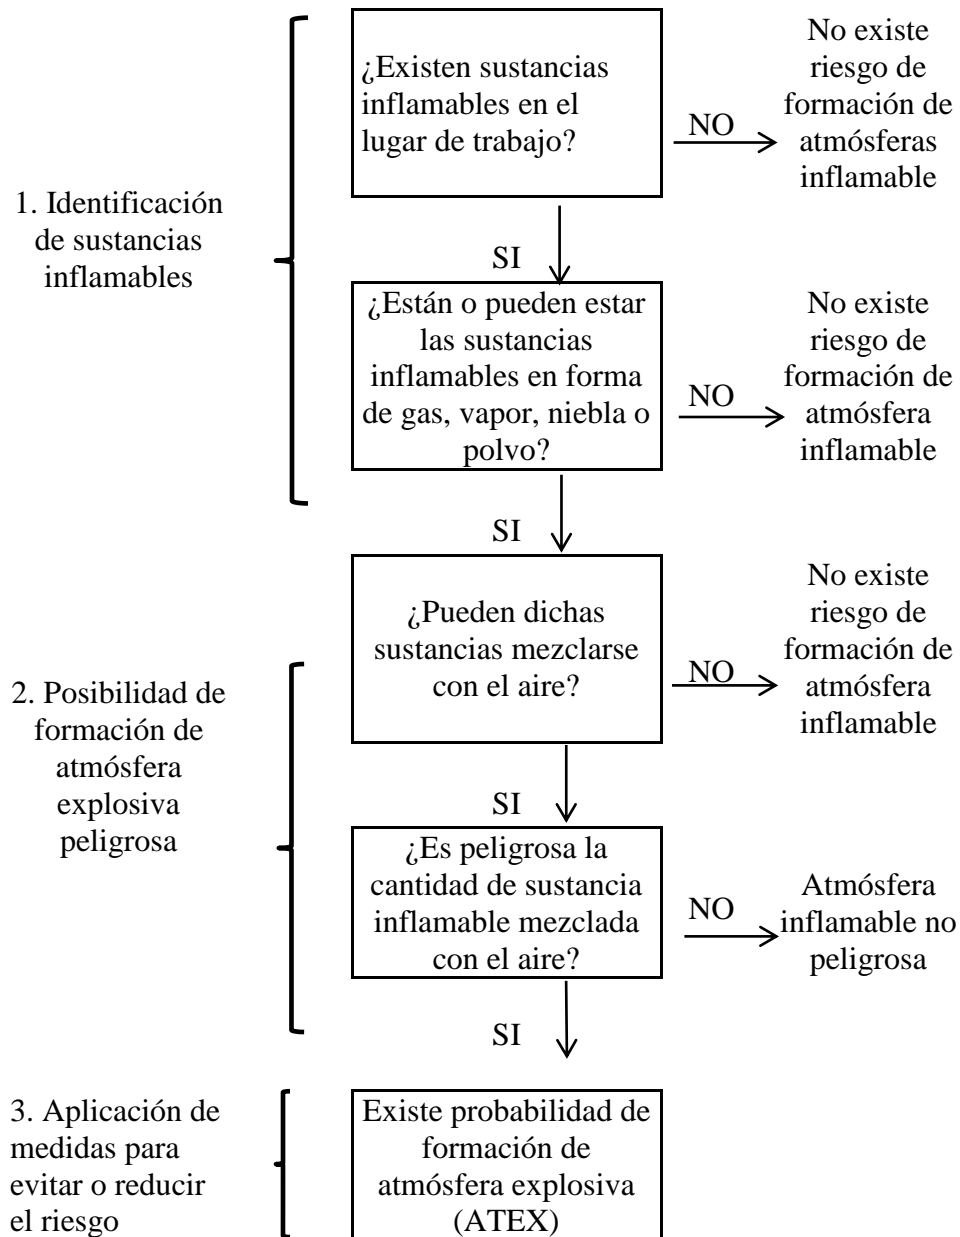 ¿Existen sustancias
inflamables en el
lugar de trabajo?
NO
No existe
riesgo de
formación de
atmósferas
inflamable
1. Identificación
de sustancias
inflamables
SI
¿Están o pueden estar
las sustancias
inflamables en forma
de gas, vapor, niebla o
polvo?
NO
No existe
riesgo de
formación de
atmósfera
inflamable
SI
¿Pueden dichas
sustancias mezclarse
con el aire?
NO
No existe
riesgo de
formación de
atmósfera
inflamable
2. Posibilidad de
formación de
atmósfera
explosiva
peligrosa
SI
¿Es peligrosa la
cantidad de sustancia
inflamable mezclada
con el aire?
NO
Atmósfera
inflamable no
peligrosa
SI
3. Aplicación de
medidas para
evitar o reducir
el riesgo
Existe probabilidad de
formación de
atmósfera explosiva
(ATEX)